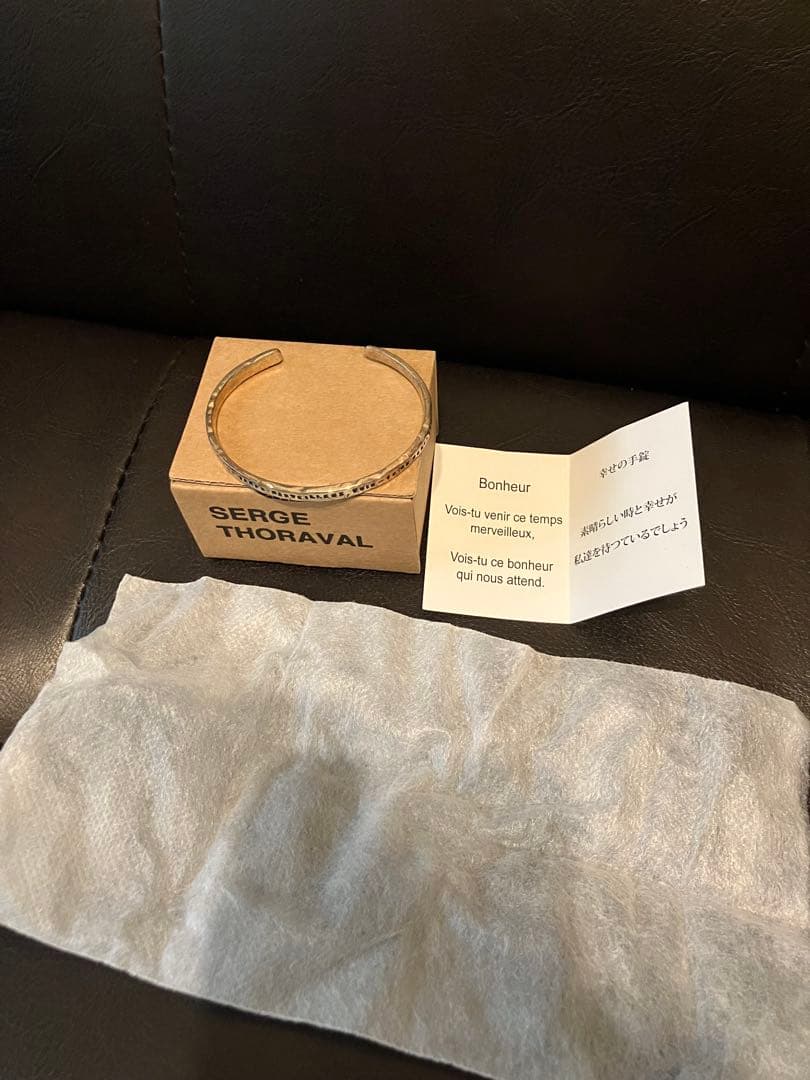 SERGE
THORAVAL
Bonheur
Vois-tu venir ce temps
merveilleux,
Vois-tu ce bonheur
qui nous attend.
幸せの手錠
素晴らしい時と幸せが
私達を待つているでしょう